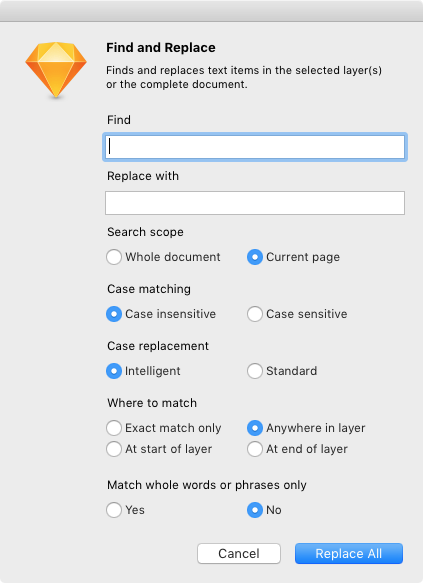 Find and Replace
Finds and replaces text items in the selected layer(s)
or the complete document.
Find
Replace with
Search scope
Whole document Current page
Case matching
Case insensitive Case sensitive
Case replacement
Intelligent Standard
Where to match
Exact match only Anywhere in layer
At start of layer At end of layer
Match whole words or phrases only
Yes No
Cancel Replace All